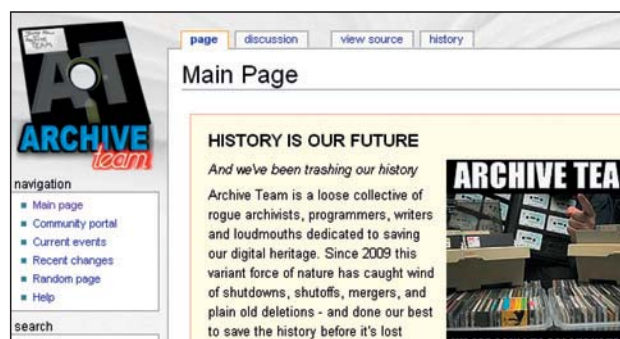 ARCHIVE
team
page discussion view source history
Main Page
navigation
Main page
Community portal
Current events
Recent changes
Random page
Help
search
HISTORY IS OUR FUTURE
And we've been trashing our history
Archive Team is a loose collective of
rogue archivists, programmers, writers
and loudmouths dedicated to saving
our digital heritage. Since 2009 this
variant force of nature has caught wind
of shutdowns, shutoffs, mergers, and
plain old deletions - and done our best
to save the history before it's lost
ARCHIVE TEA